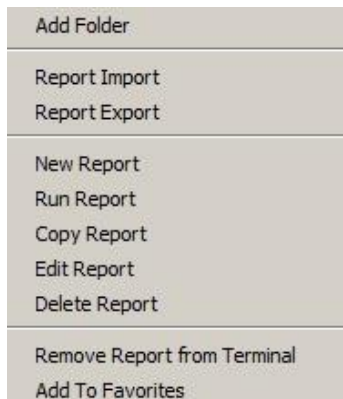 Add Folder
Report Import
Report Export
New Report
Run Report
Copy Report
Edit Report
Delete Report
Remove Report from Terminal
Add To Favorites